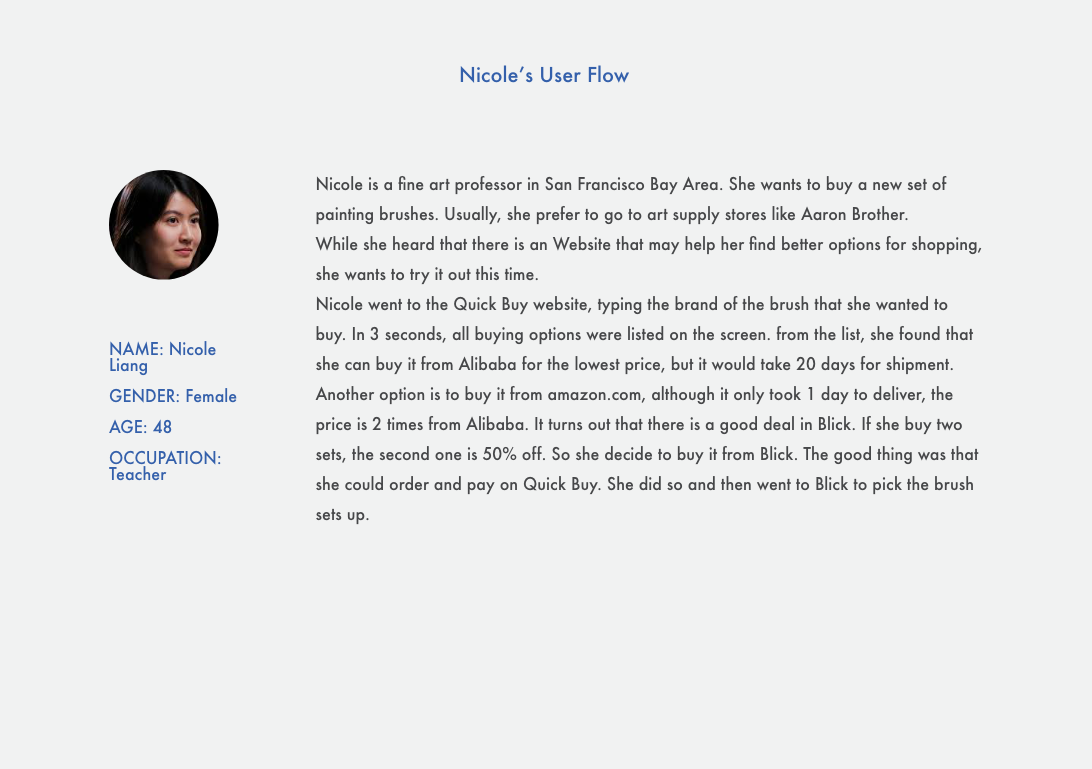 Nicole’s User Flow
NAME: Nicole
Liang
GENDER: Female
AGE: 48
OCCUPATION:
Teacher
Nicole is a fine art professor in San Francisco Bay Area. She wants to buy a new set of
painting brushes. Usually, she prefer to go to art supply stores like Aaron Brother.
While she heard that there is an Website that may help her find better options for shopping,
she wants to try it out this time.
Nicole went to the Quick Buy website, typing the brand of the brush that she wanted to
buy. In 3 seconds, all buying options were listed on the screen. from the list, she found that
she can buy it from Alibaba for the lowest price, but it would take 20 days for shipment.
Another option is to buy it from amazon.com, although it only took 1 day to deliver, the
price is 2 times from Alibaba. It turns out that there is a good deal in Blick. If she buy two
sets, the second one is 50% off. So she decide to buy it from Blick. The good thing was that
she could order and pay on Quick Buy. She did so and then went to Blick to pick the brush
sets up.